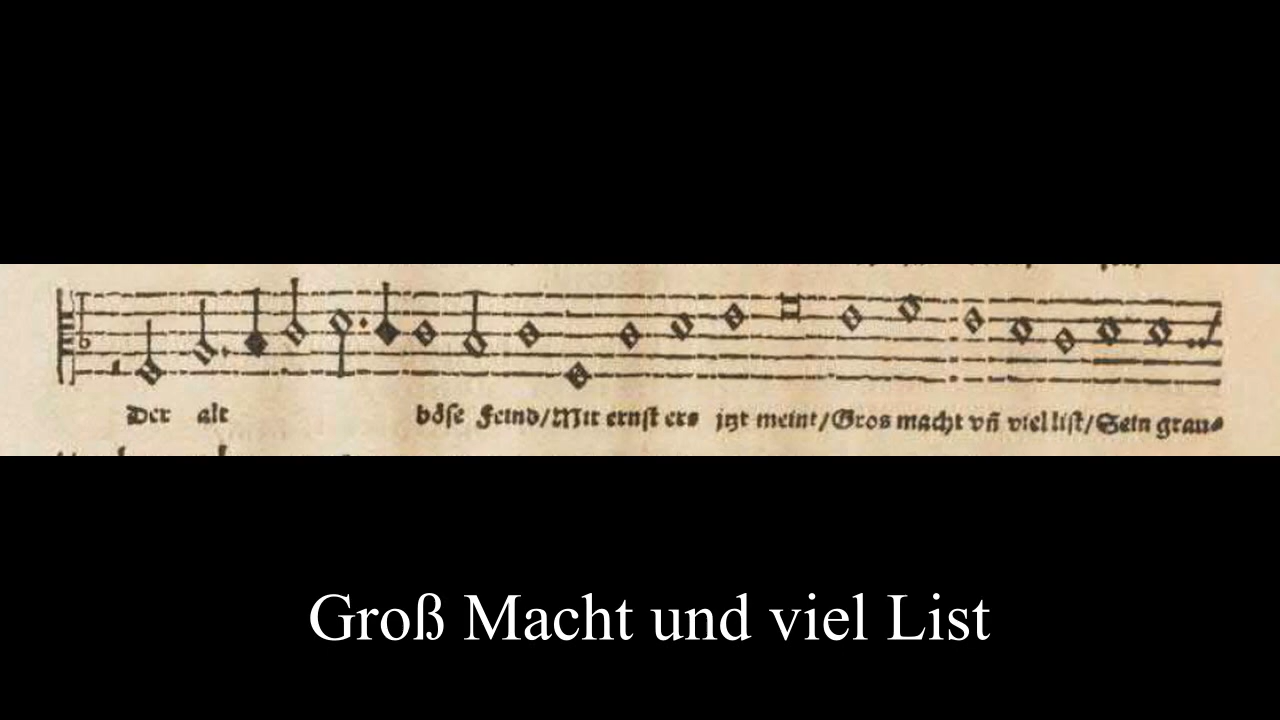 Der alt böse Feind/Mit ernst ers jtzt meint/Gros macht vñ viel list/Sein grau⸗
Groß Macht und viel List